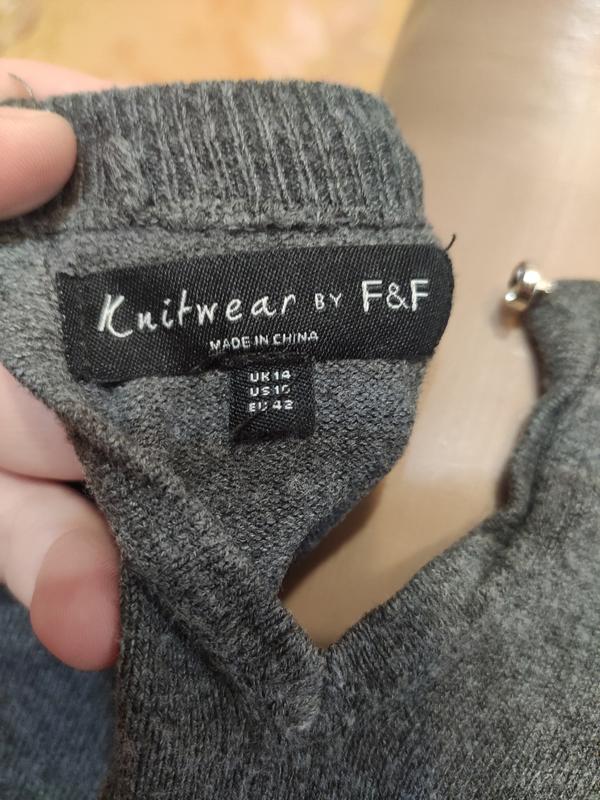 Knitwear BY F&F
MADE IN CHINA
UK 14
US 10
EU 42